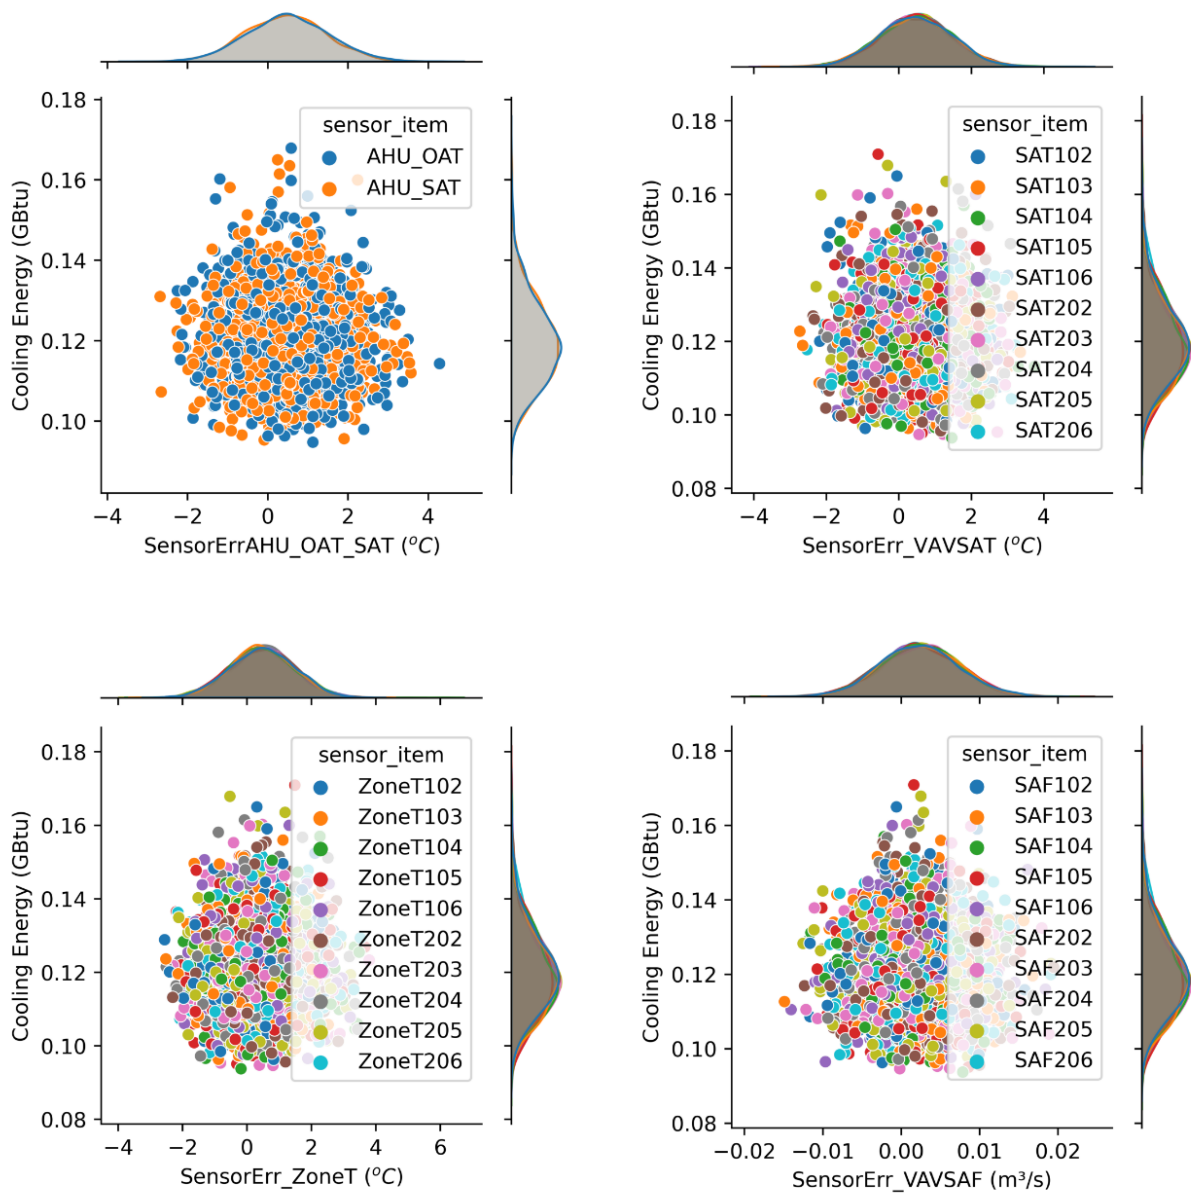 0.18
0.16
0.14
0.12
0.10
Cooling Energy (GBtu)
sensor_item
AHU_OAT
AHU_SAT
−4 −2 0 2 4
SensorErrAHU_OAT_SAT (°C)
0.18
0.16
0.14
0.12
0.10
0.08
Cooling Energy (GBtu)
sensor_item
SAT102
SAT103
SAT104
SAT105
SAT106
SAT202
SAT203
SAT204
SAT205
SAT206
−4 −2 0 2 4
SensorErr_VAVSAT (°C)
0.18
0.16
0.14
0.12
0.10
0.08
Cooling Energy (GBtu)
sensor_item
ZoneT102
ZoneT103
ZoneT104
ZoneT105
ZoneT106
ZoneT202
ZoneT203
ZoneT204
ZoneT205
ZoneT206
−4 −2 0 2 4 6
SensorErr_ZoneT (°C)
0.18
0.16
0.14
0.12
0.10
0.08
Cooling Energy (GBtu)
sensor_item
SAF102
SAF103
SAF104
SAF105
SAF106
SAF202
SAF203
SAF204
SAF205
SAF206
−0.02 −0.01 0.00 0.01 0.02
SensorErr_VAVSAF (m³/s)